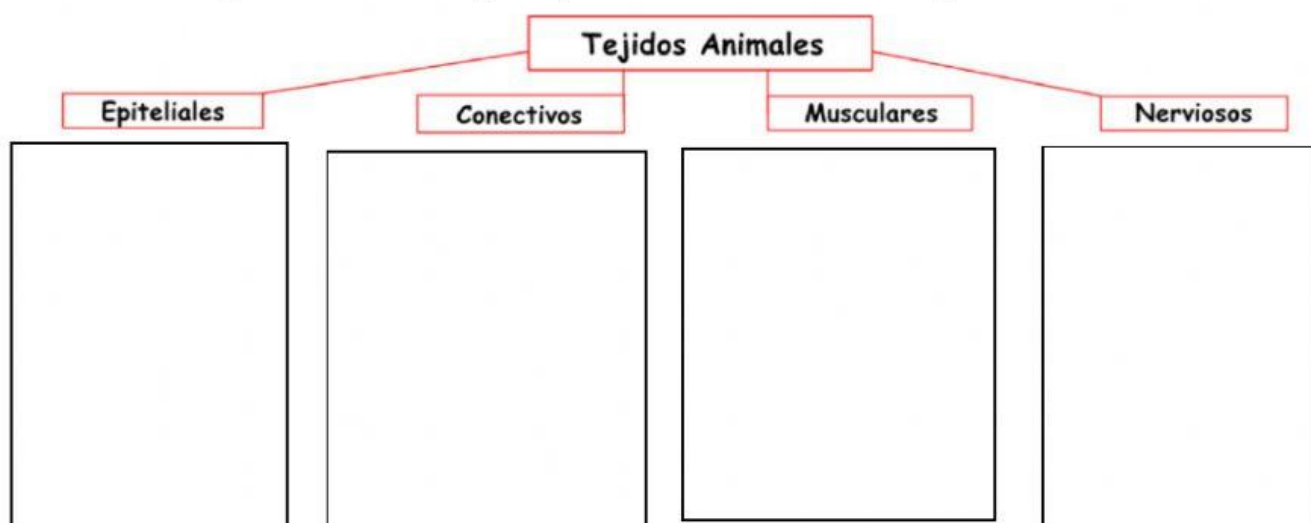 Tejidos Animales
Epiteliales
Conectivos
Musculares
Nerviosos